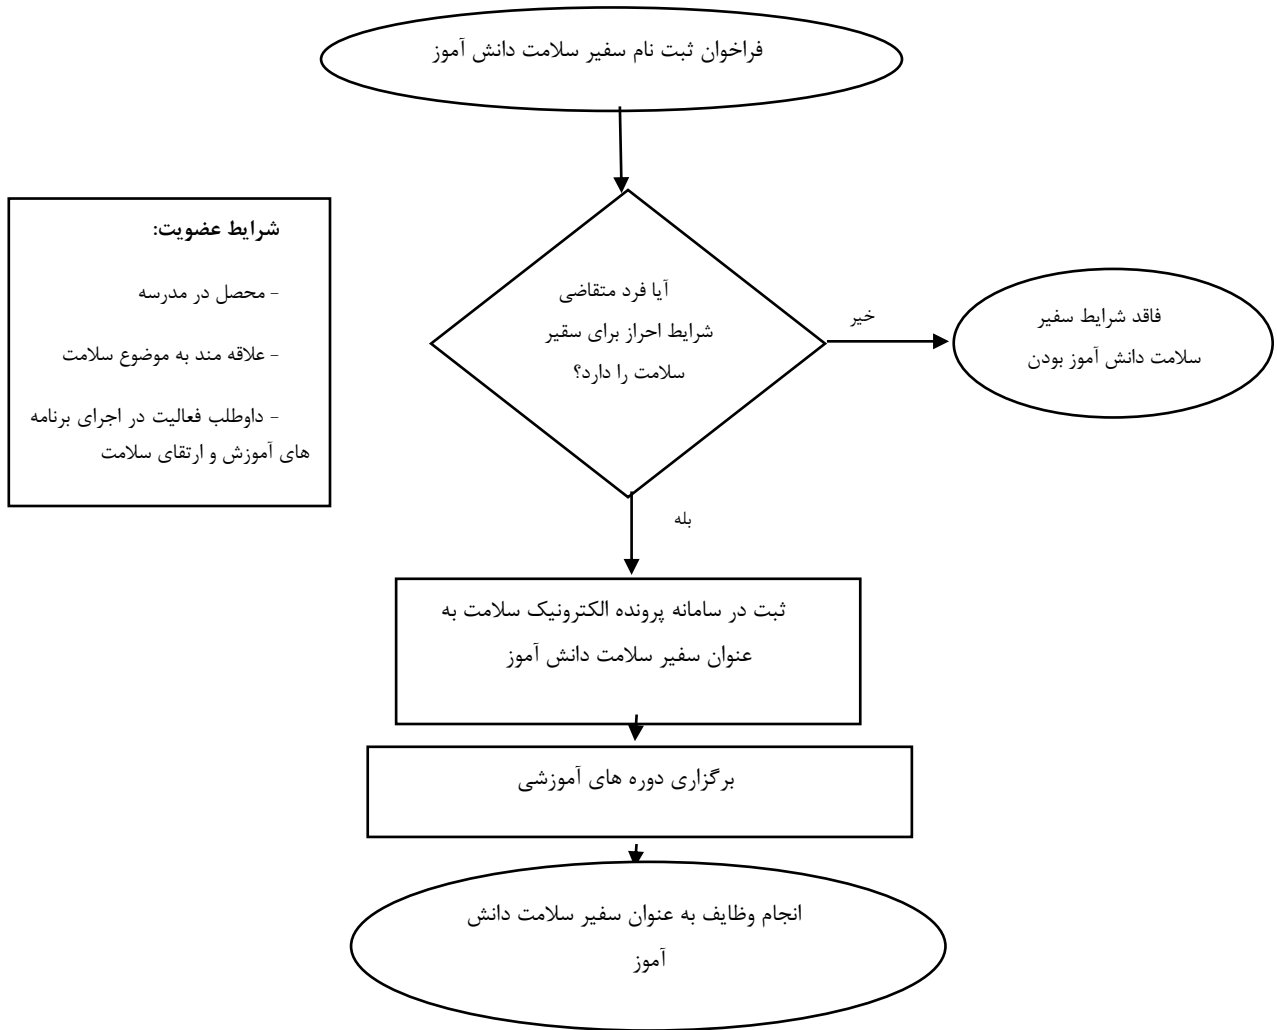 فراخوان ثبت نام سفیر سلامت دانش آموز
شرایط عضویت:
- محصل در مدرسه
- علاقه مند به موضوع سلامت
- داوطلب فعالیت در اجرای برنامه
های آموزش و ارتقای سلامت
آیا فرد متقاضی
شرایط احراز برای سقیر
سلامت را دارد؟
خیر
فاقد شرایط سفیر
سلامت دانش آموز بودن
بله
ثبت در سامانه پرونده الکترونیک سلامت به
عنوان سفیر سلامت دانش آموز
برگزاری دوره های آموزشی
انجام وظایف به عنوان سفیر سلامت دانش
آموز